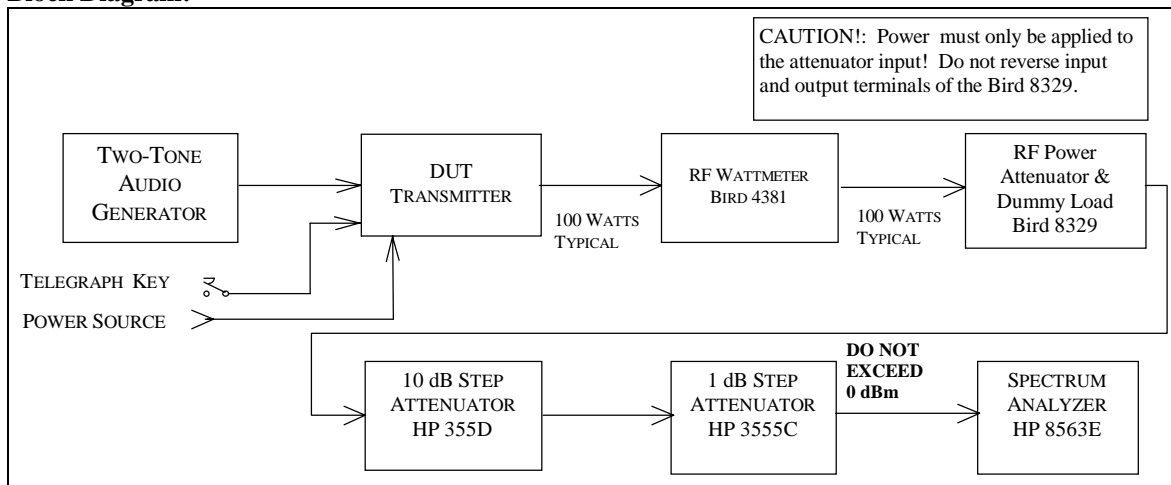 CAUTION!: Power must only be applied to
the attenuator input! Do not reverse input
and output terminals of the Bird 8329.
TWO-TONE
AUDIO
GENERATOR
DUT
TRANSMITTER
RF WATTMETER
BIRD 4381
RF Power
Attenuator &
Dummy Load
Bird 8329
100 WATTS
TYPICAL
100 WATTS
TYPICAL
TELEGRAPH KEY
POWER SOURCE
10 dB STEP
ATTENUATOR
HP 355D
1 dB STEP
ATTENUATOR
HP 3555C
DO NOT
EXCEED
0 dBm
SPECTRUM
ANALYZER
HP 8563E